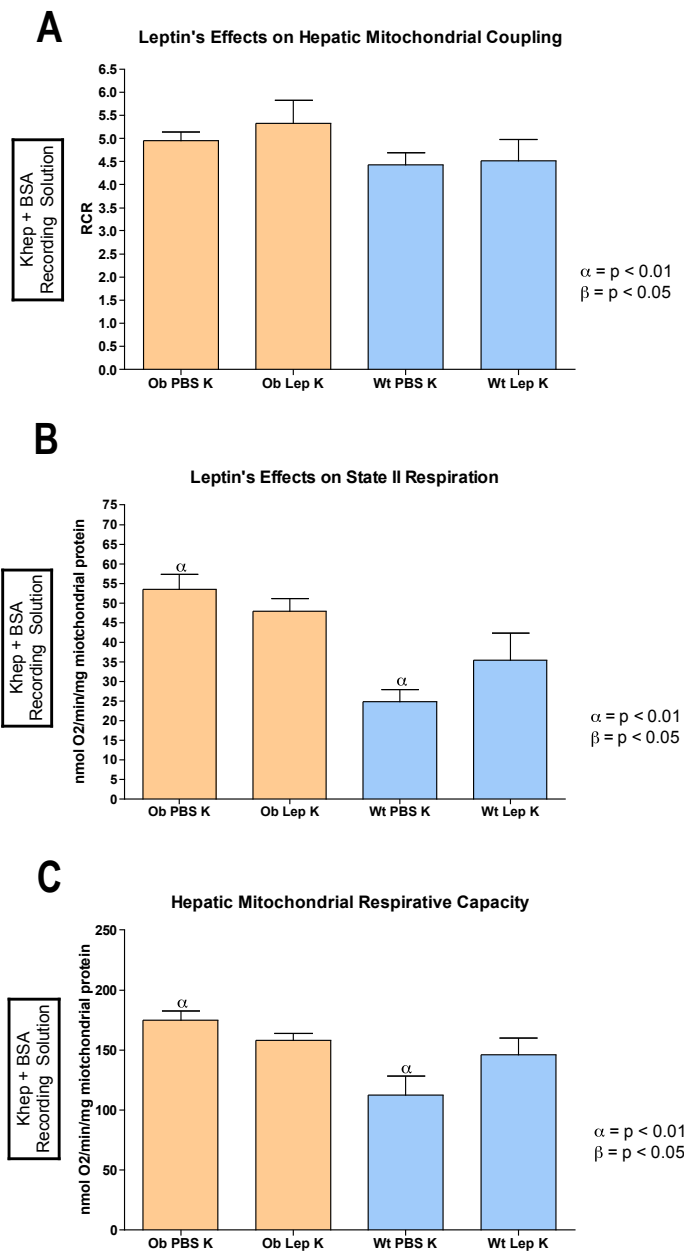 A
Leptin's Effects on Hepatic Mitochondrial Coupling
Khep + BSA
Recording Solution
RCR
6.5
6.0
5.5
5.0
4.5
4.0
3.5
3.0
2.5
2.0
1.5
1.0
0.5
0.0
Ob PBS K Ob Lep K Wt PBS K Wt Lep K
α = p < 0.01
β = p < 0.05
B
Leptin's Effects on State II Respiration
Khep + BSA
Recording Solution
nmol O2/min/mg miotchondrial protein
75
70
65
60
55
50
45
40
35
30
25
20
15
10
5
0
α
α
Ob PBS K Ob Lep K Wt PBS K Wt Lep K
α = p < 0.01
β = p < 0.05
C
Hepatic Mitochondrial Respirative Capacity
Khep + BSA
Recording Solution
nmol O2/min/mg miotchondrial protein
250
200
150
100
50
0
α
α
Ob PBS K Ob Lep K Wt PBS K Wt Lep K
α = p < 0.01
β = p < 0.05